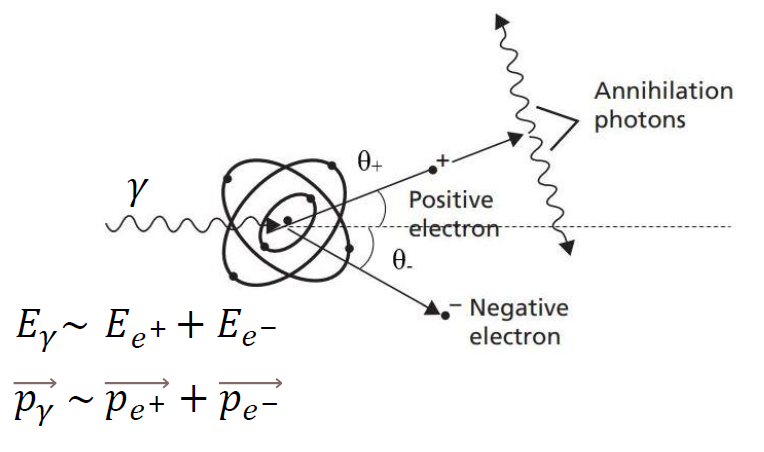 Annihilation
photons
θ₊
+
γ
Positive
electron
θ₋
− Negative
electron
E_γ ~ E_e⁺ + E_e⁻
p_γ ~ p_e⁺ + p_e⁻